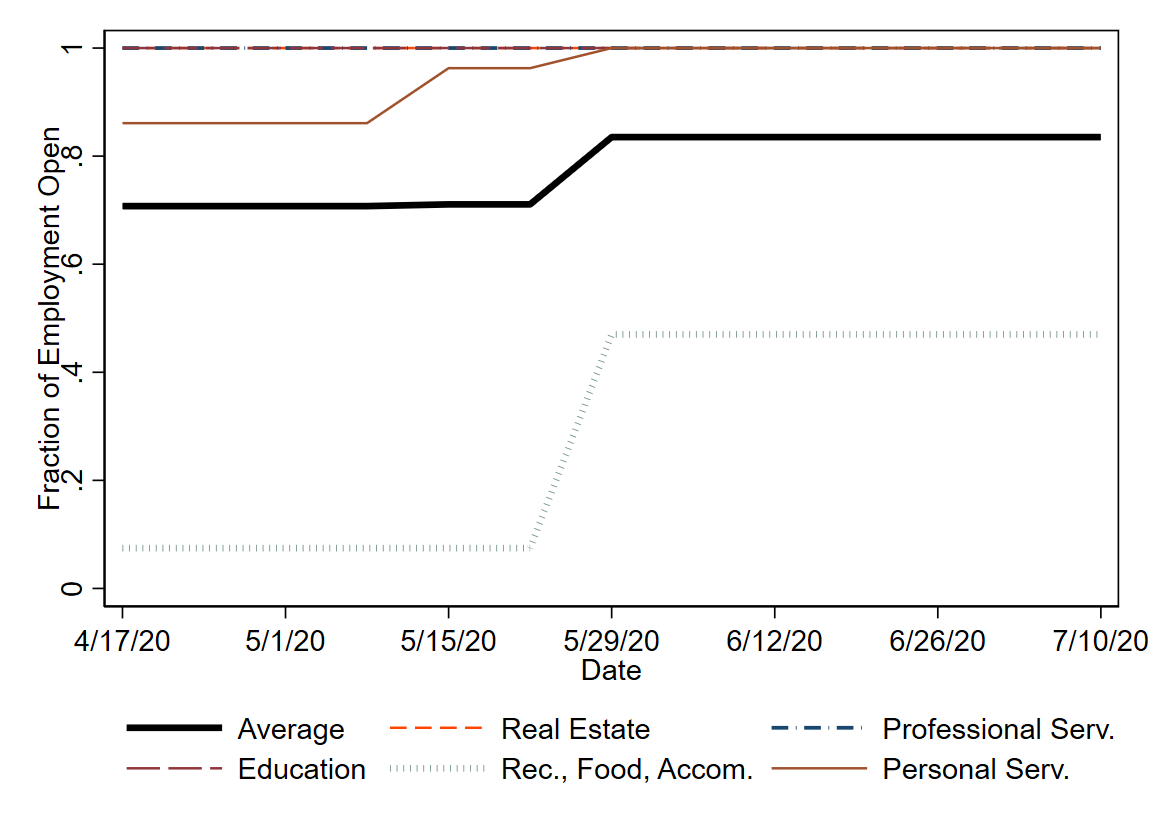 Fraction of Employment Open
1
.8
.6
.4
.2
0
4/17/20 5/1/20 5/15/20 5/29/20 6/12/20 6/26/20 7/10/20
Date
Average Real Estate Professional Serv.
Education Rec., Food, Accom. Personal Serv.